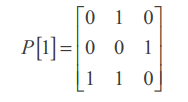 0 1 0
P[1]= 0 0 1
1 1 0